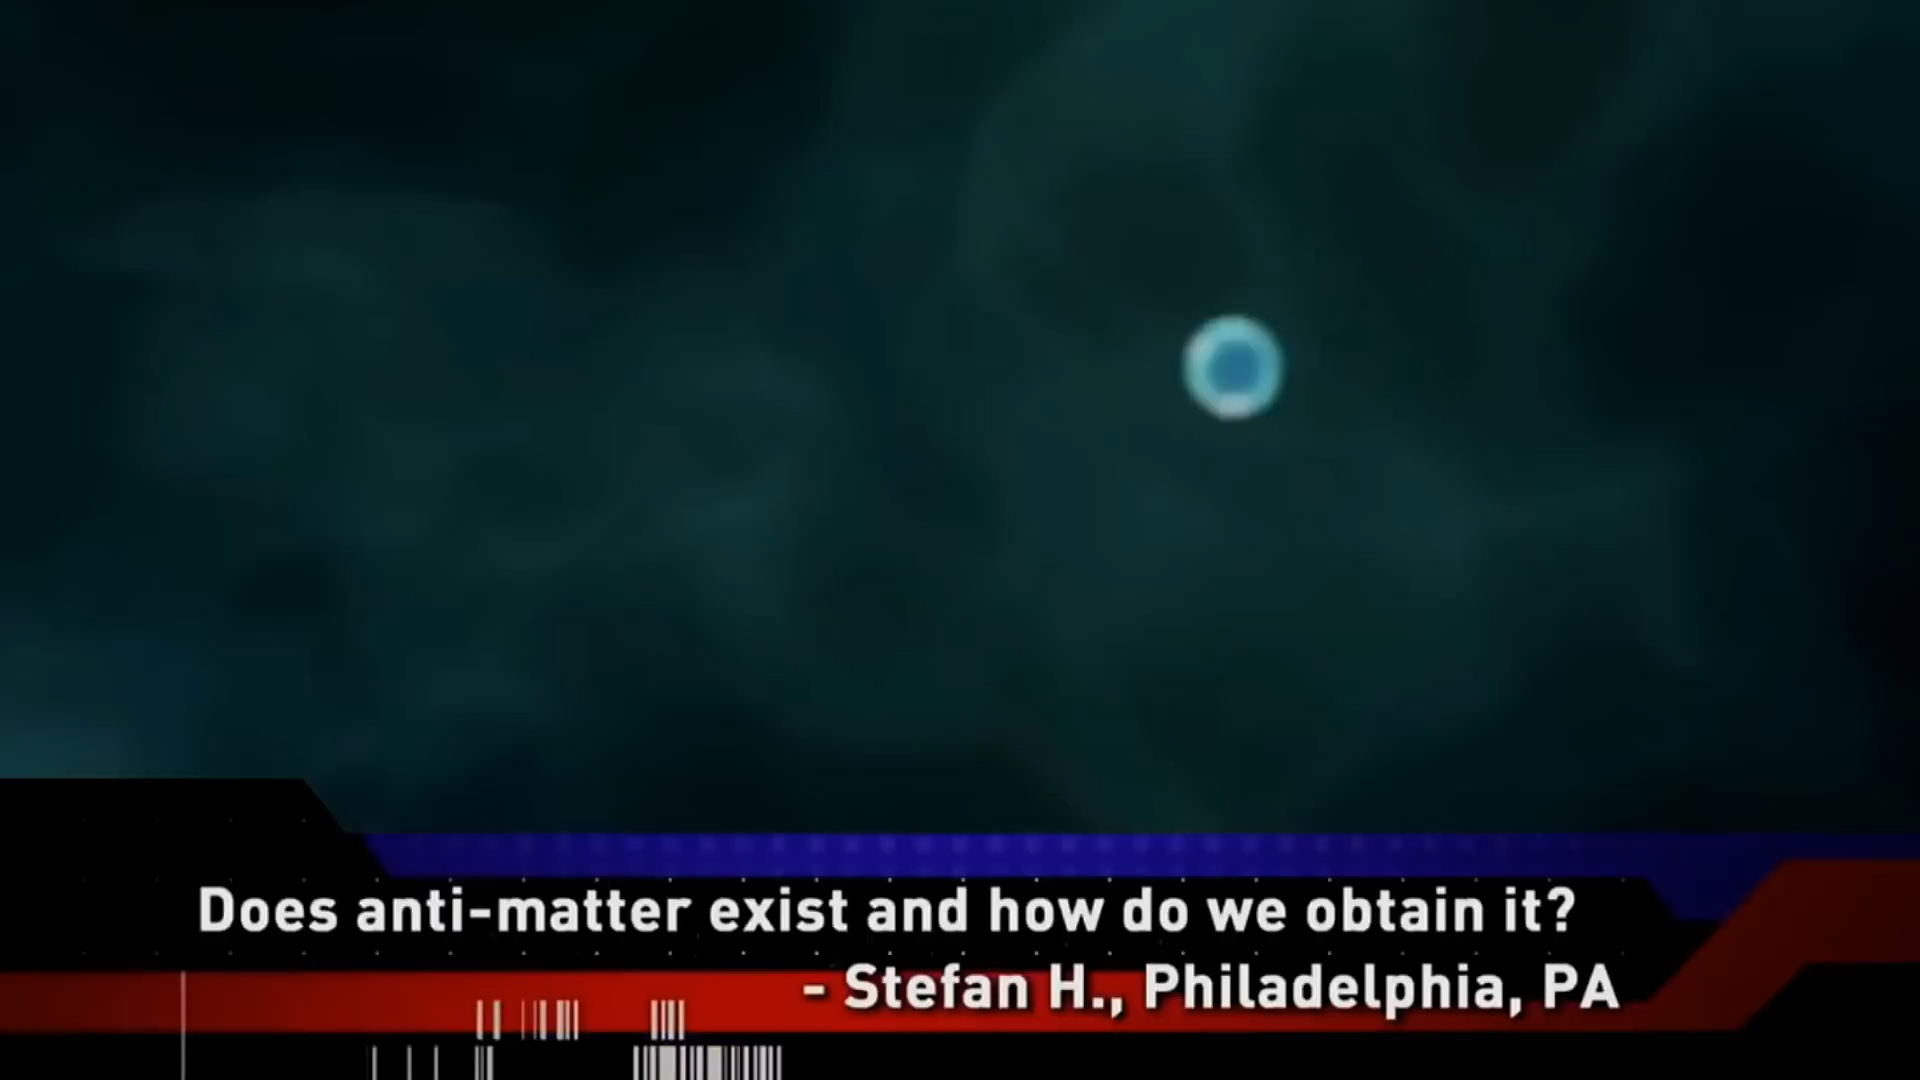 Does anti-matter exist and how do we obtain it?
- Stefan H., Philadelphia, PA